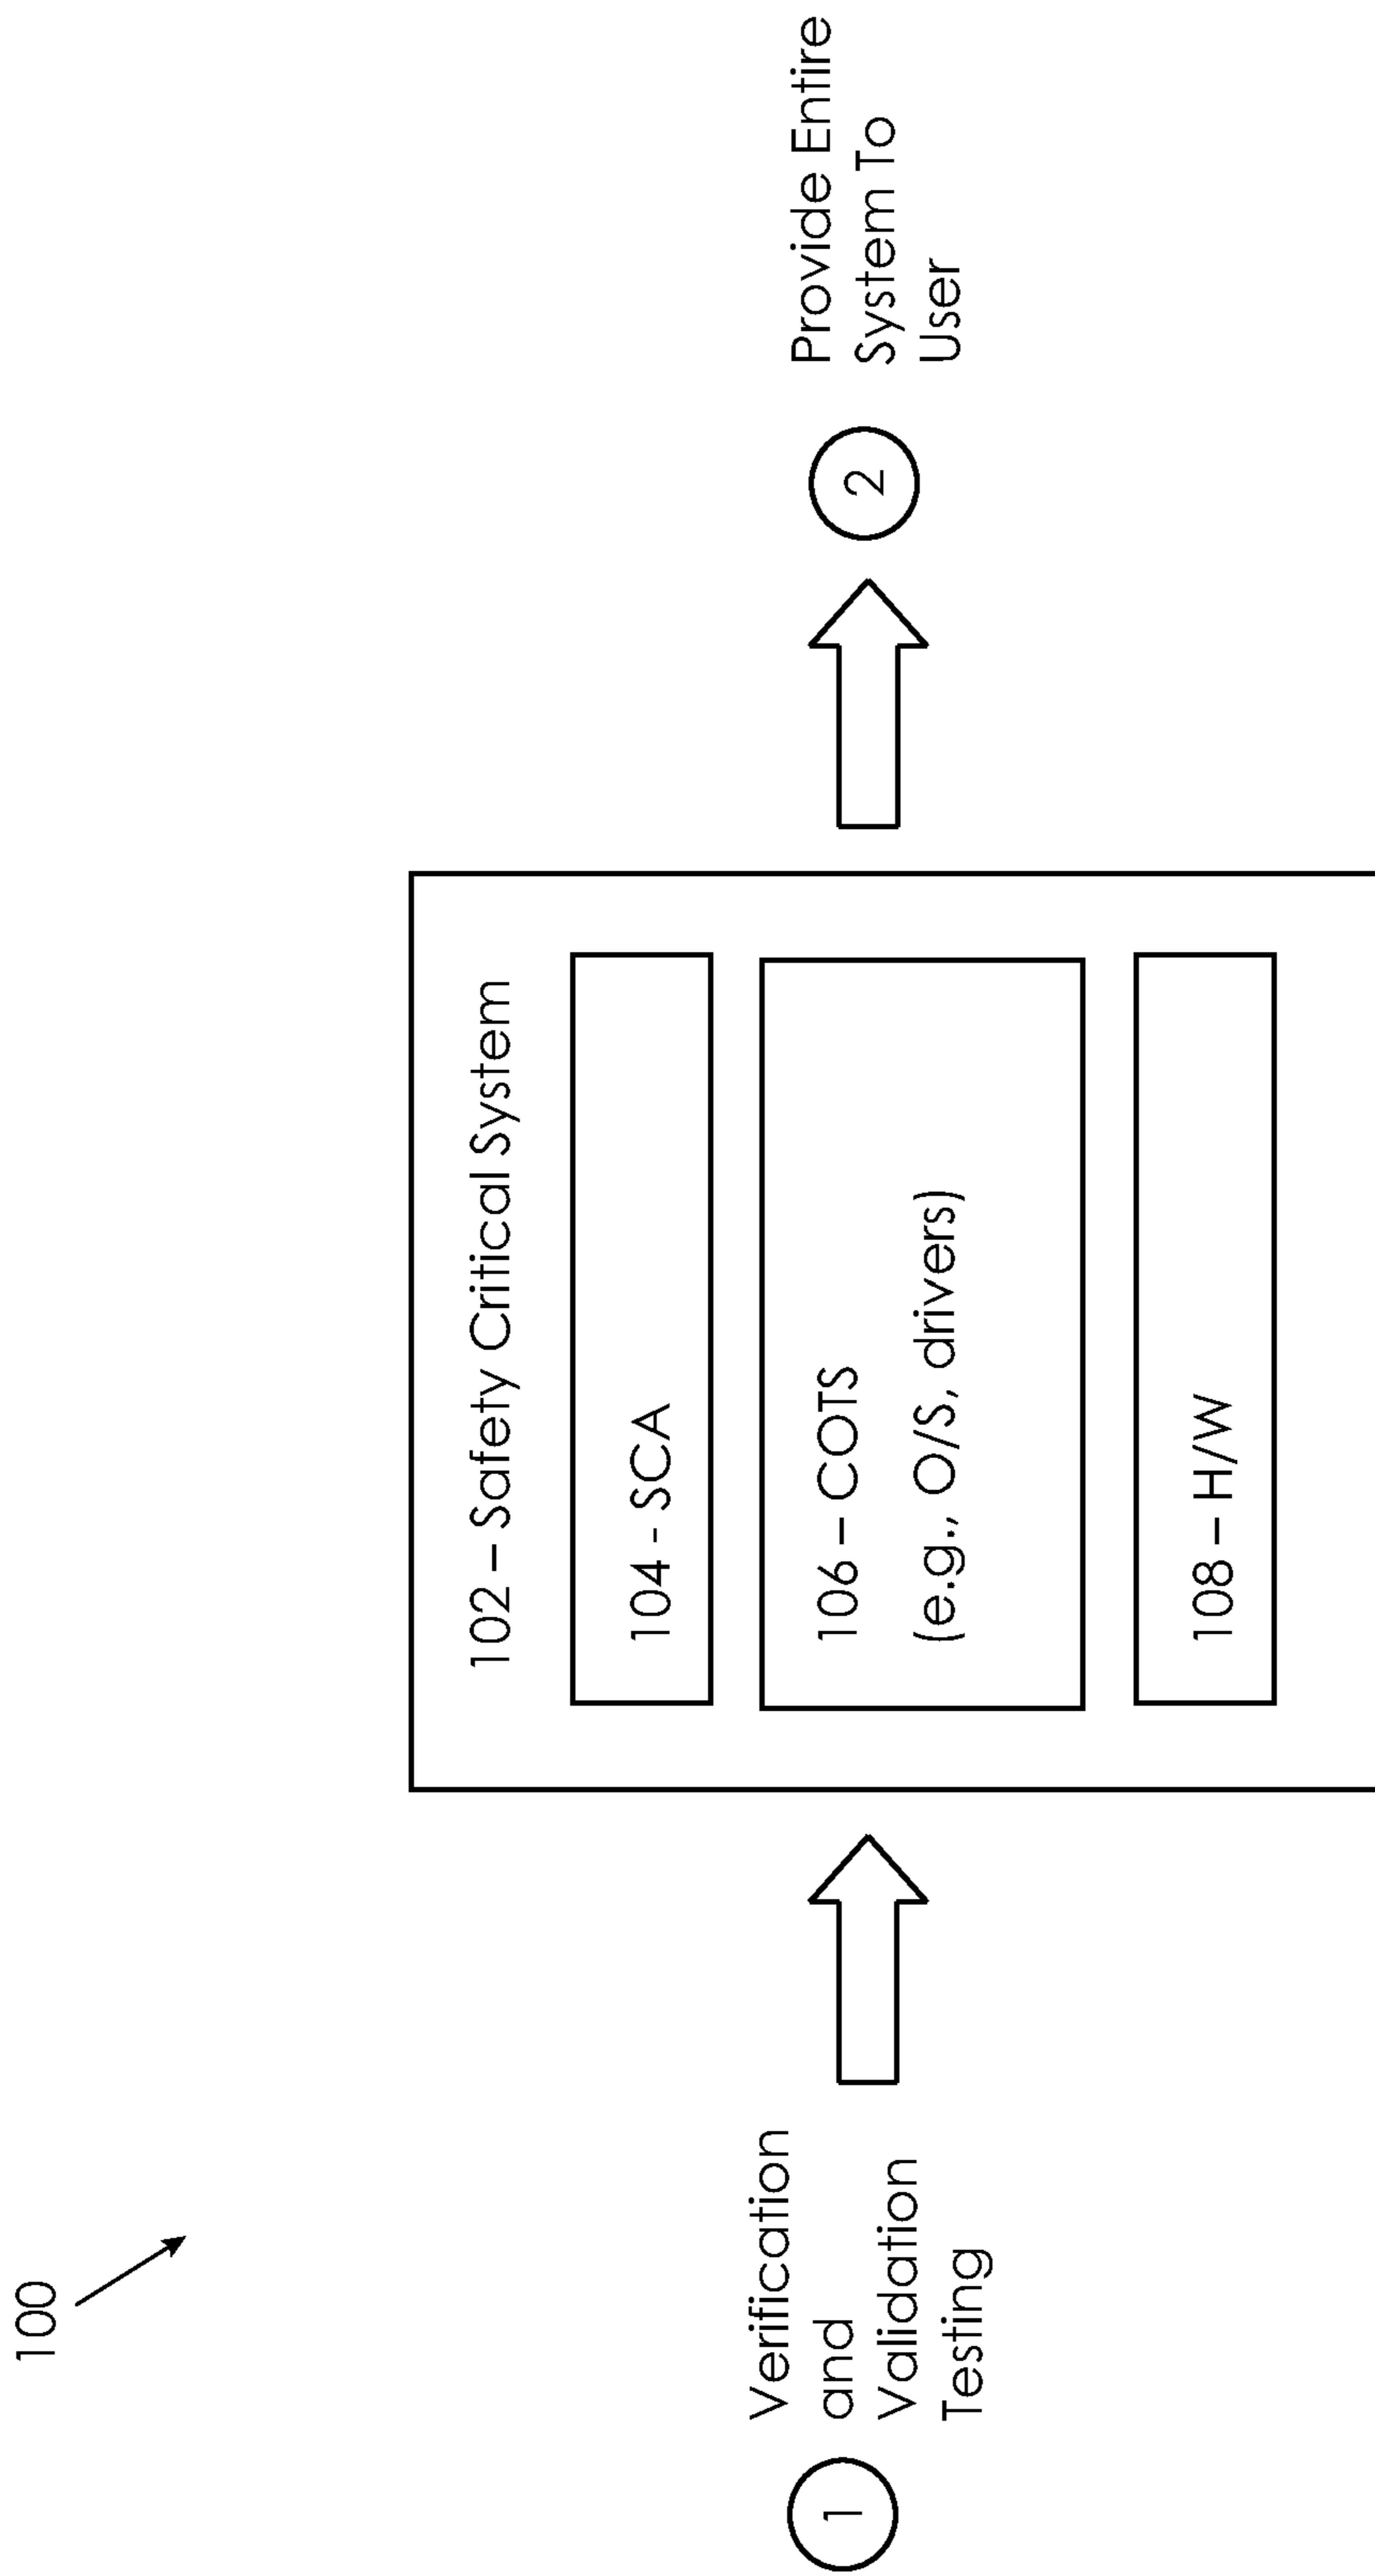 100
102 – Safety Critical System
104 - SCA
106 – COTS
(e.g., O/S, drivers)
108 – H/W
1
Verification
and
Validation
Testing
2
Provide Entire
System To
User